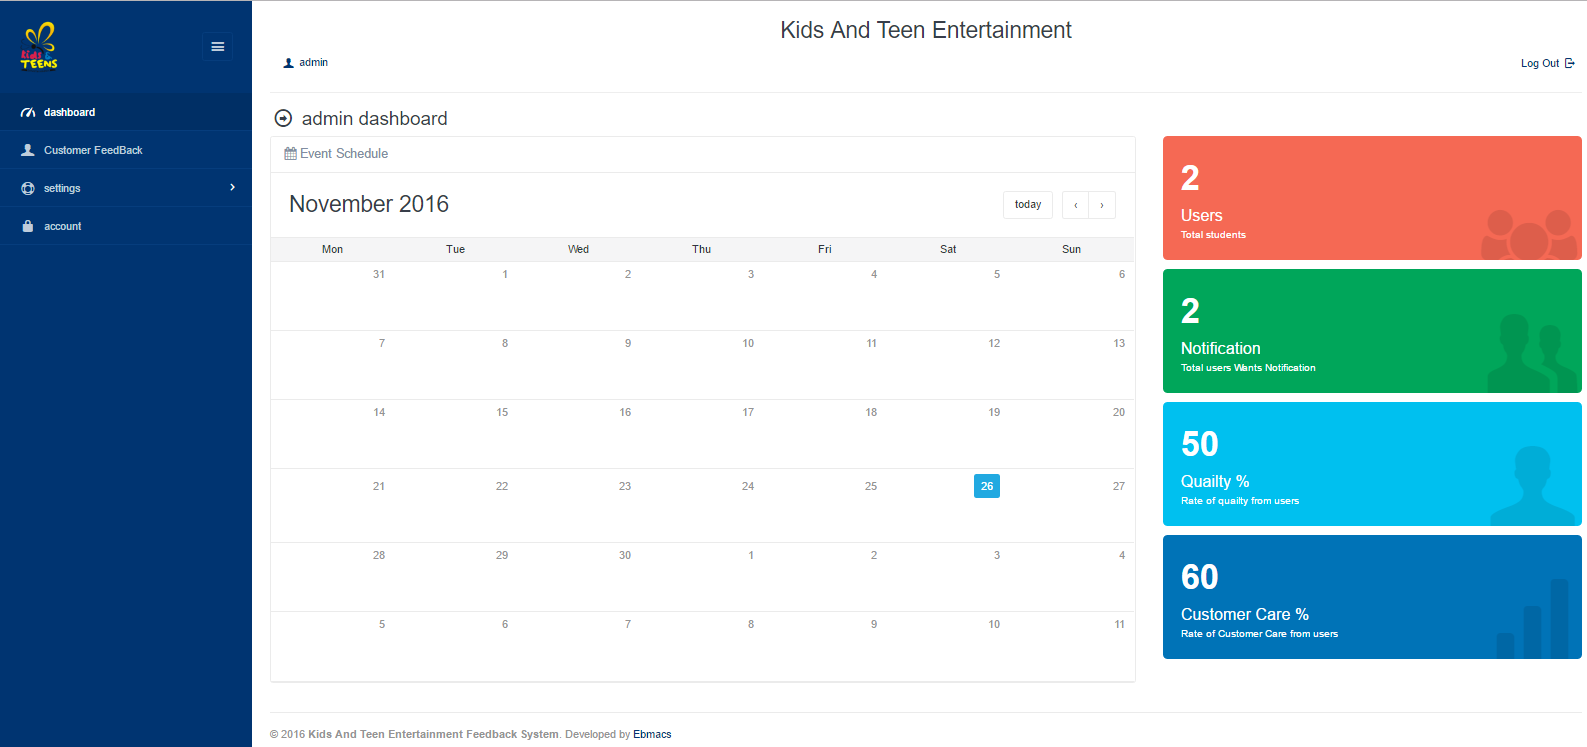 Kids
TEENS
Kids And Teen Entertainment
admin
Log Out
dashboard
Customer FeedBack
settings
account
admin dashboard
Event Schedule
November 2016
today
‹ ›
Mon Tue Wed Thu Fri Sat Sun
31 1 2 3 4 5 6
7 8 9 10 11 12 13
14 15 16 17 18 19 20
21 22 23 24 25 26 27
28 29 30 1 2 3 4
5 6 7 8 9 10 11
2
Users
Total students
2
Notification
Total users Wants Notification
50
Quailty %
Rate of quailty from users
60
Customer Care %
Rate of Customer Care from users
© 2016 Kids And Teen Entertainment Feedback System. Developed by Ebmacs